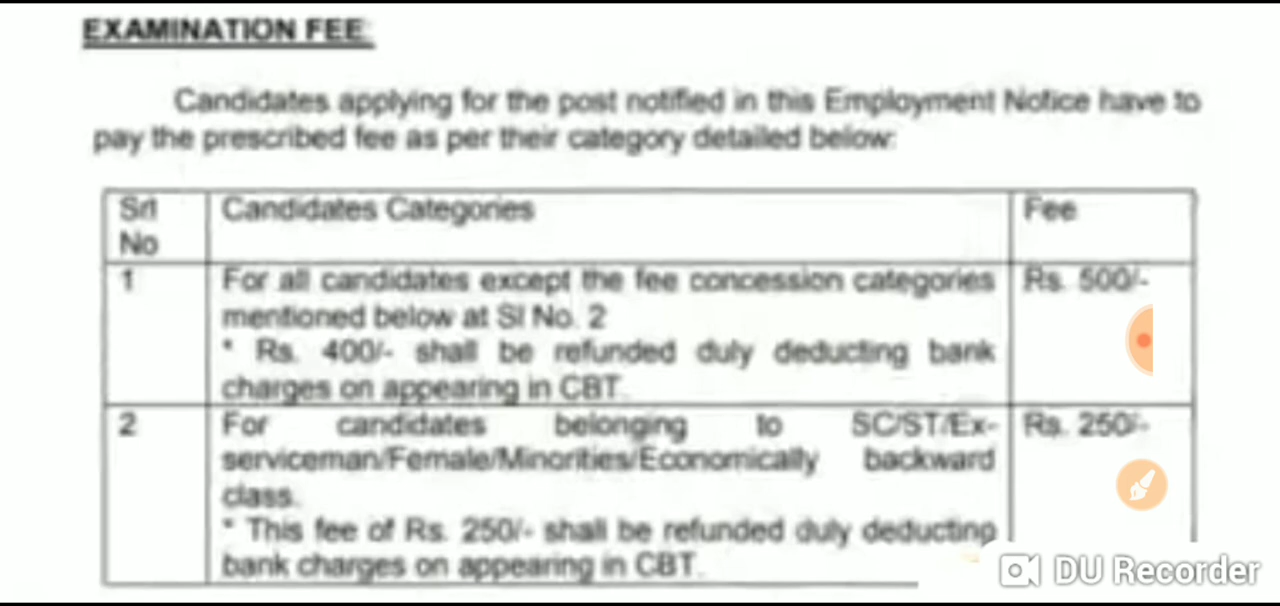 EXAMINATION FEE:
Candidates applying for the post notified in this Employment Notice have to
pay the prescribed fee as per their category detailed below:
Srl
No
Candidates Categories
Fee
1
For all candidates except the fee concession categories
mentioned below at Sl No. 2
* Rs. 400/- shall be refunded duly deducting bank
charges on appearing in CBT.
Rs. 500/-
2
For candidates belonging to SC/ST/Ex-
serviceman/Female/Minorities/Economically backward
class.
* This fee of Rs. 250/- shall be refunded duly deducting
bank charges on appearing in CBT.
Rs. 250/-
DU Recorder